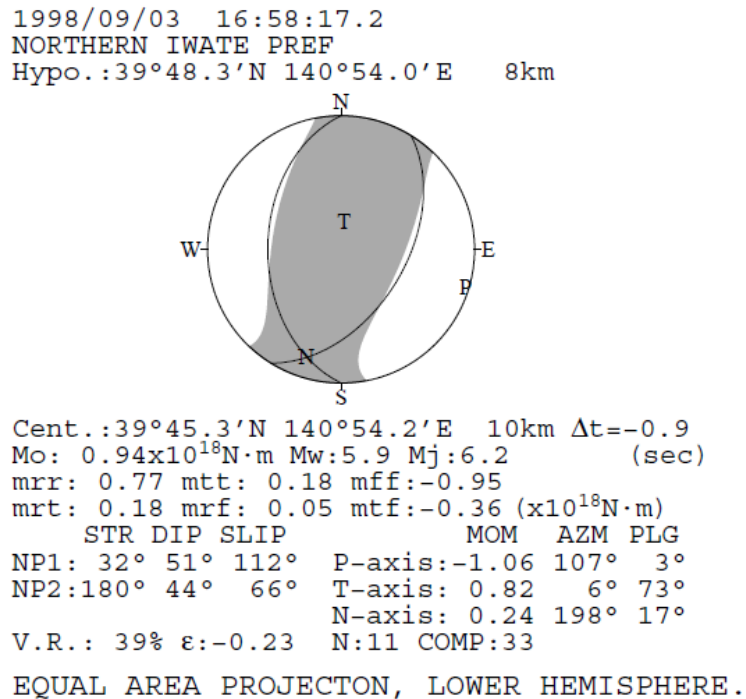 1998/09/03 16:58:17.2
NORTHERN IWATE PREF
Hypo.:39°48.3'N 140°54.0'E 8km
N
T
W
E
P
N
S
Cent.:39°45.3'N 140°54.2'E 10km Δt=-0.9
Mo: 0.94x10¹⁸N·m Mw:5.9 Mj:6.2 (sec)
mrr: 0.77 mtt: 0.18 mff:-0.95
mrt: 0.18 mrf: 0.05 mtf:-0.36 (x10¹⁸N·m)
STR DIP SLIP MOM AZM PLG
NP1: 32° 51° 112° P-axis:-1.06 107° 3°
NP2:180° 44° 66° T-axis: 0.82 6° 73°
N-axis: 0.24 198° 17°
V.R.: 39% ε:-0.23 N:11 COMP:33
EQUAL AREA PROJECTON, LOWER HEMISPHERE.